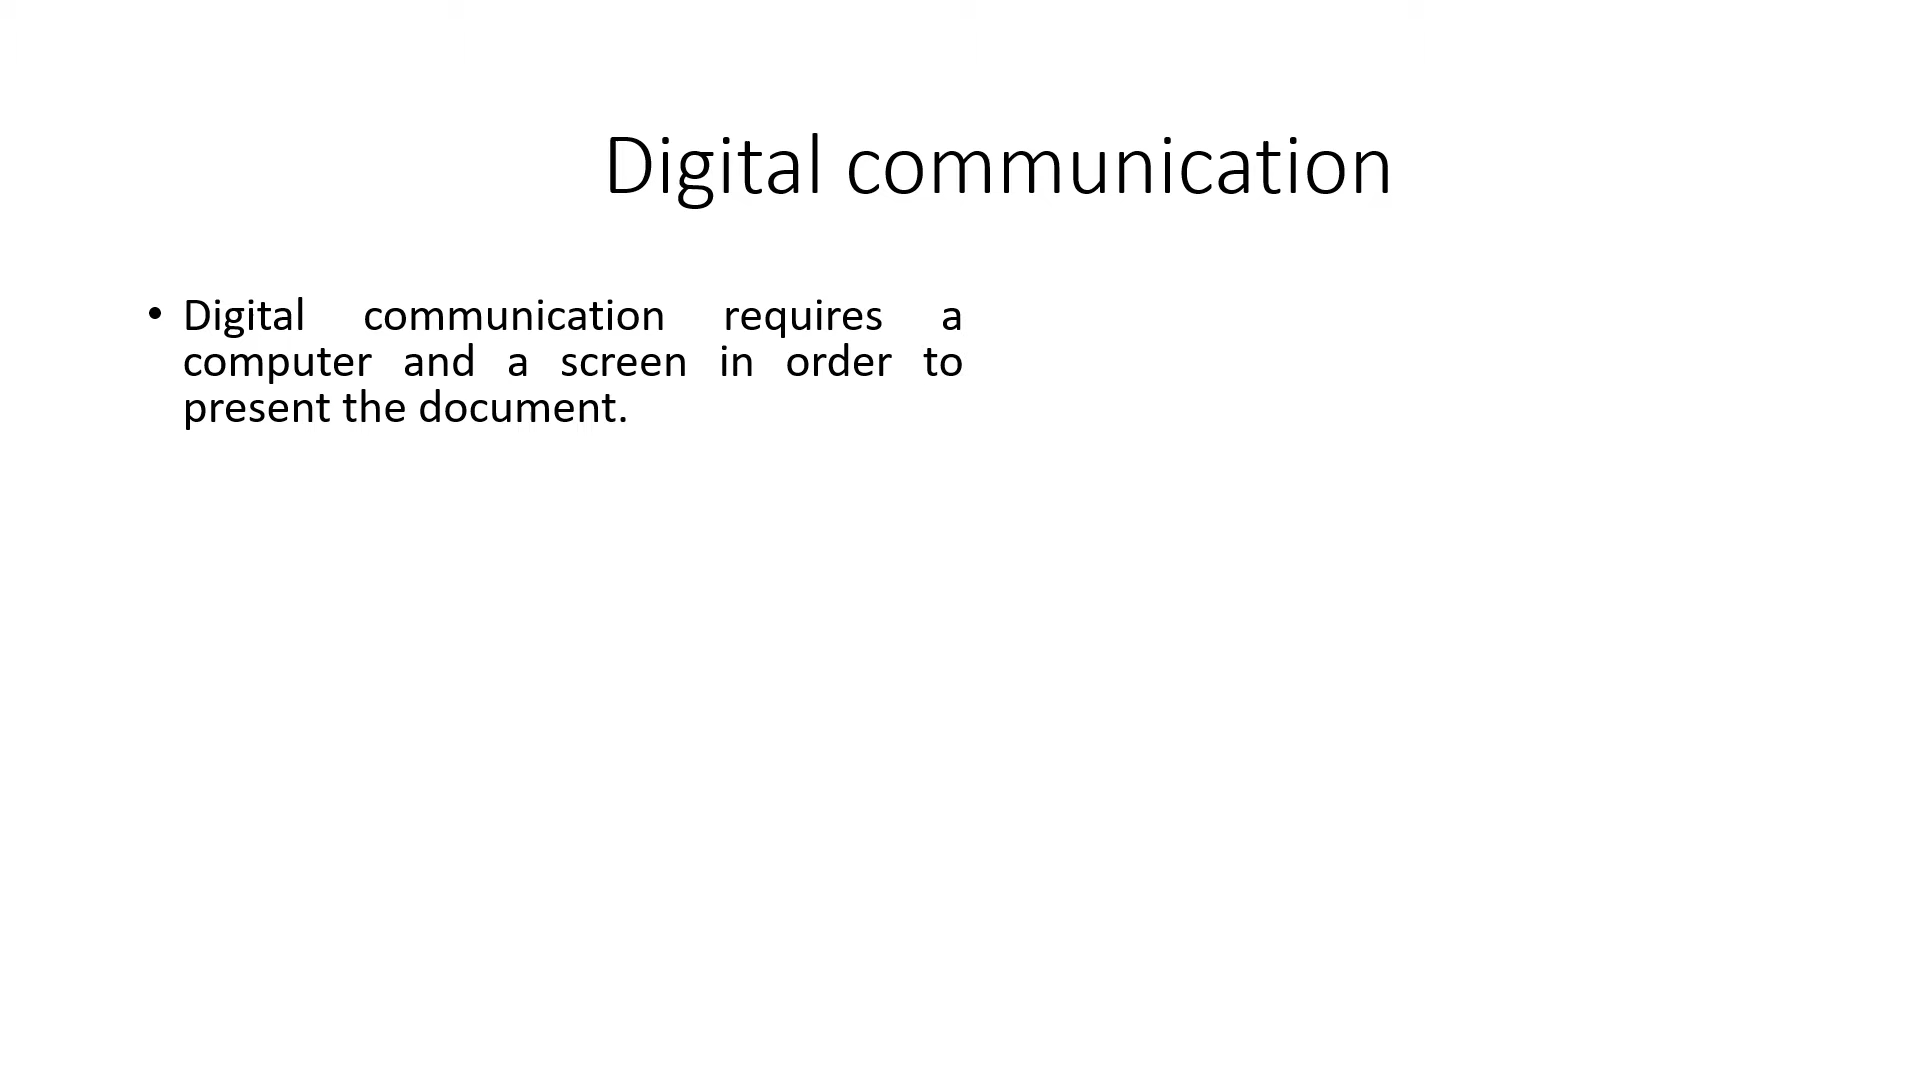 Digital communication
• Digital communication requires a
computer and a screen in order to
present the document.